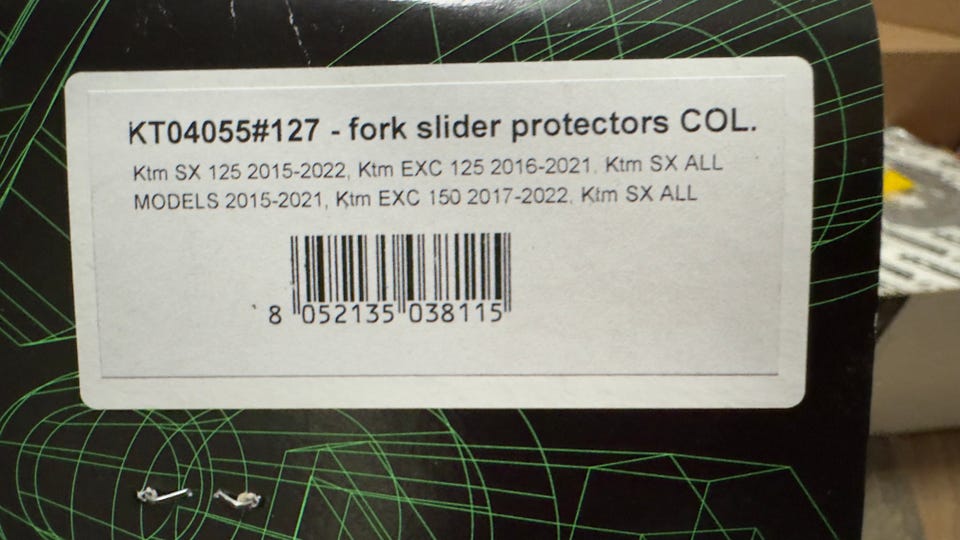 KT04055#127 - fork slider protectors COL.
Ktm SX 125 2015-2022, Ktm EXC 125 2016-2021, Ktm SX ALL
MODELS 2015-2021, Ktm EXC 150 2017-2022, Ktm SX ALL
8 052135 038115